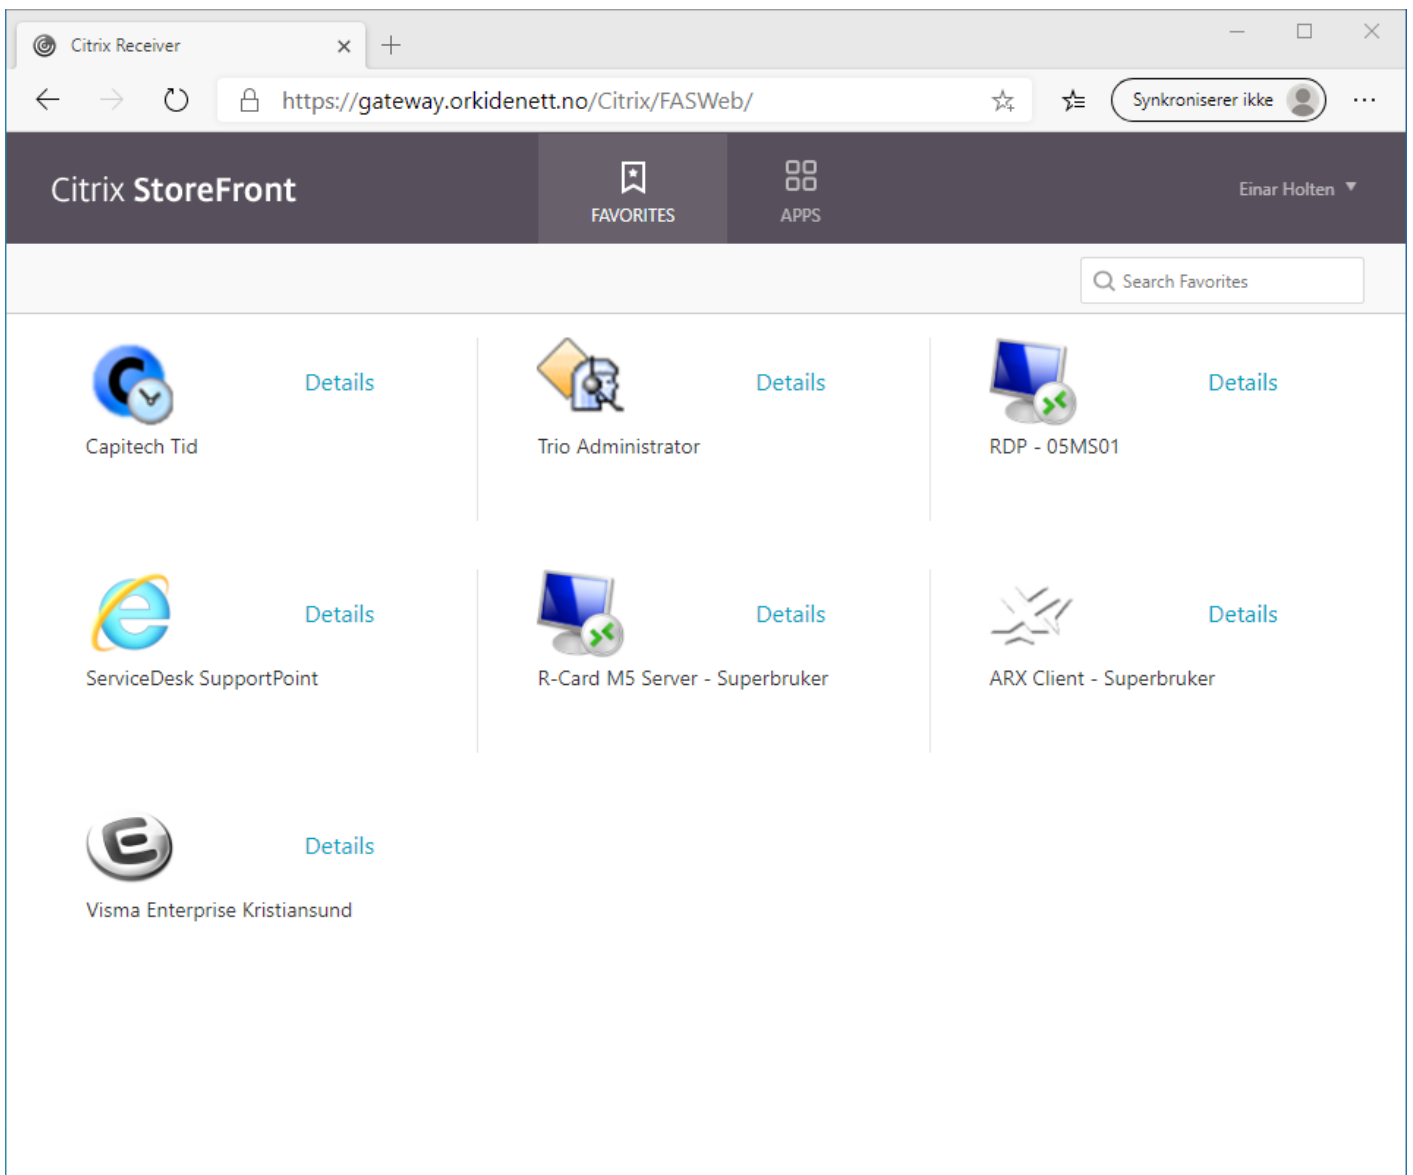 Citrix Receiver
https://gateway.orkidenett.no/Citrix/FASWeb/
Synkroniserer ikke
Citrix StoreFront
FAVORITES
APPS
Einar Holten
Search Favorites
Details
Details
Details
Capitech Tid
Trio Administrator
RDP - 05MS01
Details
Details
Details
ServiceDesk SupportPoint
R-Card M5 Server - Superbruker
ARX Client - Superbruker
Details
Visma Enterprise Kristiansund